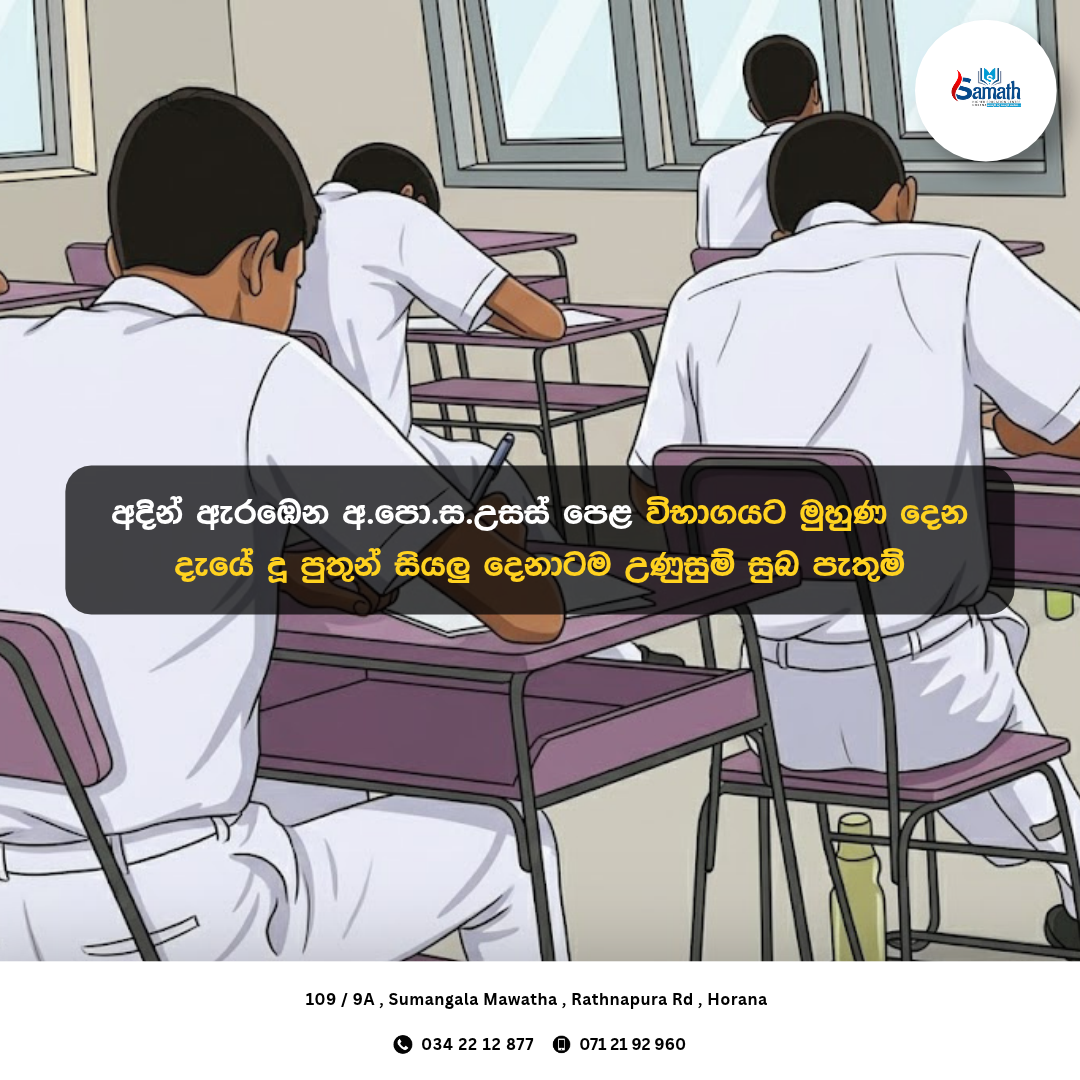 Samath
අදින් ඇරඹෙන අ.පො.ස.උසස් පෙළ විභාගයට මුහුණ දෙන
දැයේ දූ පුතුන් සියලු දෙනාටම උණුසුම් සුබ පැතුම්
109 / 9A , Sumangala Mawatha , Rathnapura Rd , Horana
034 22 12 877 071 21 92 960